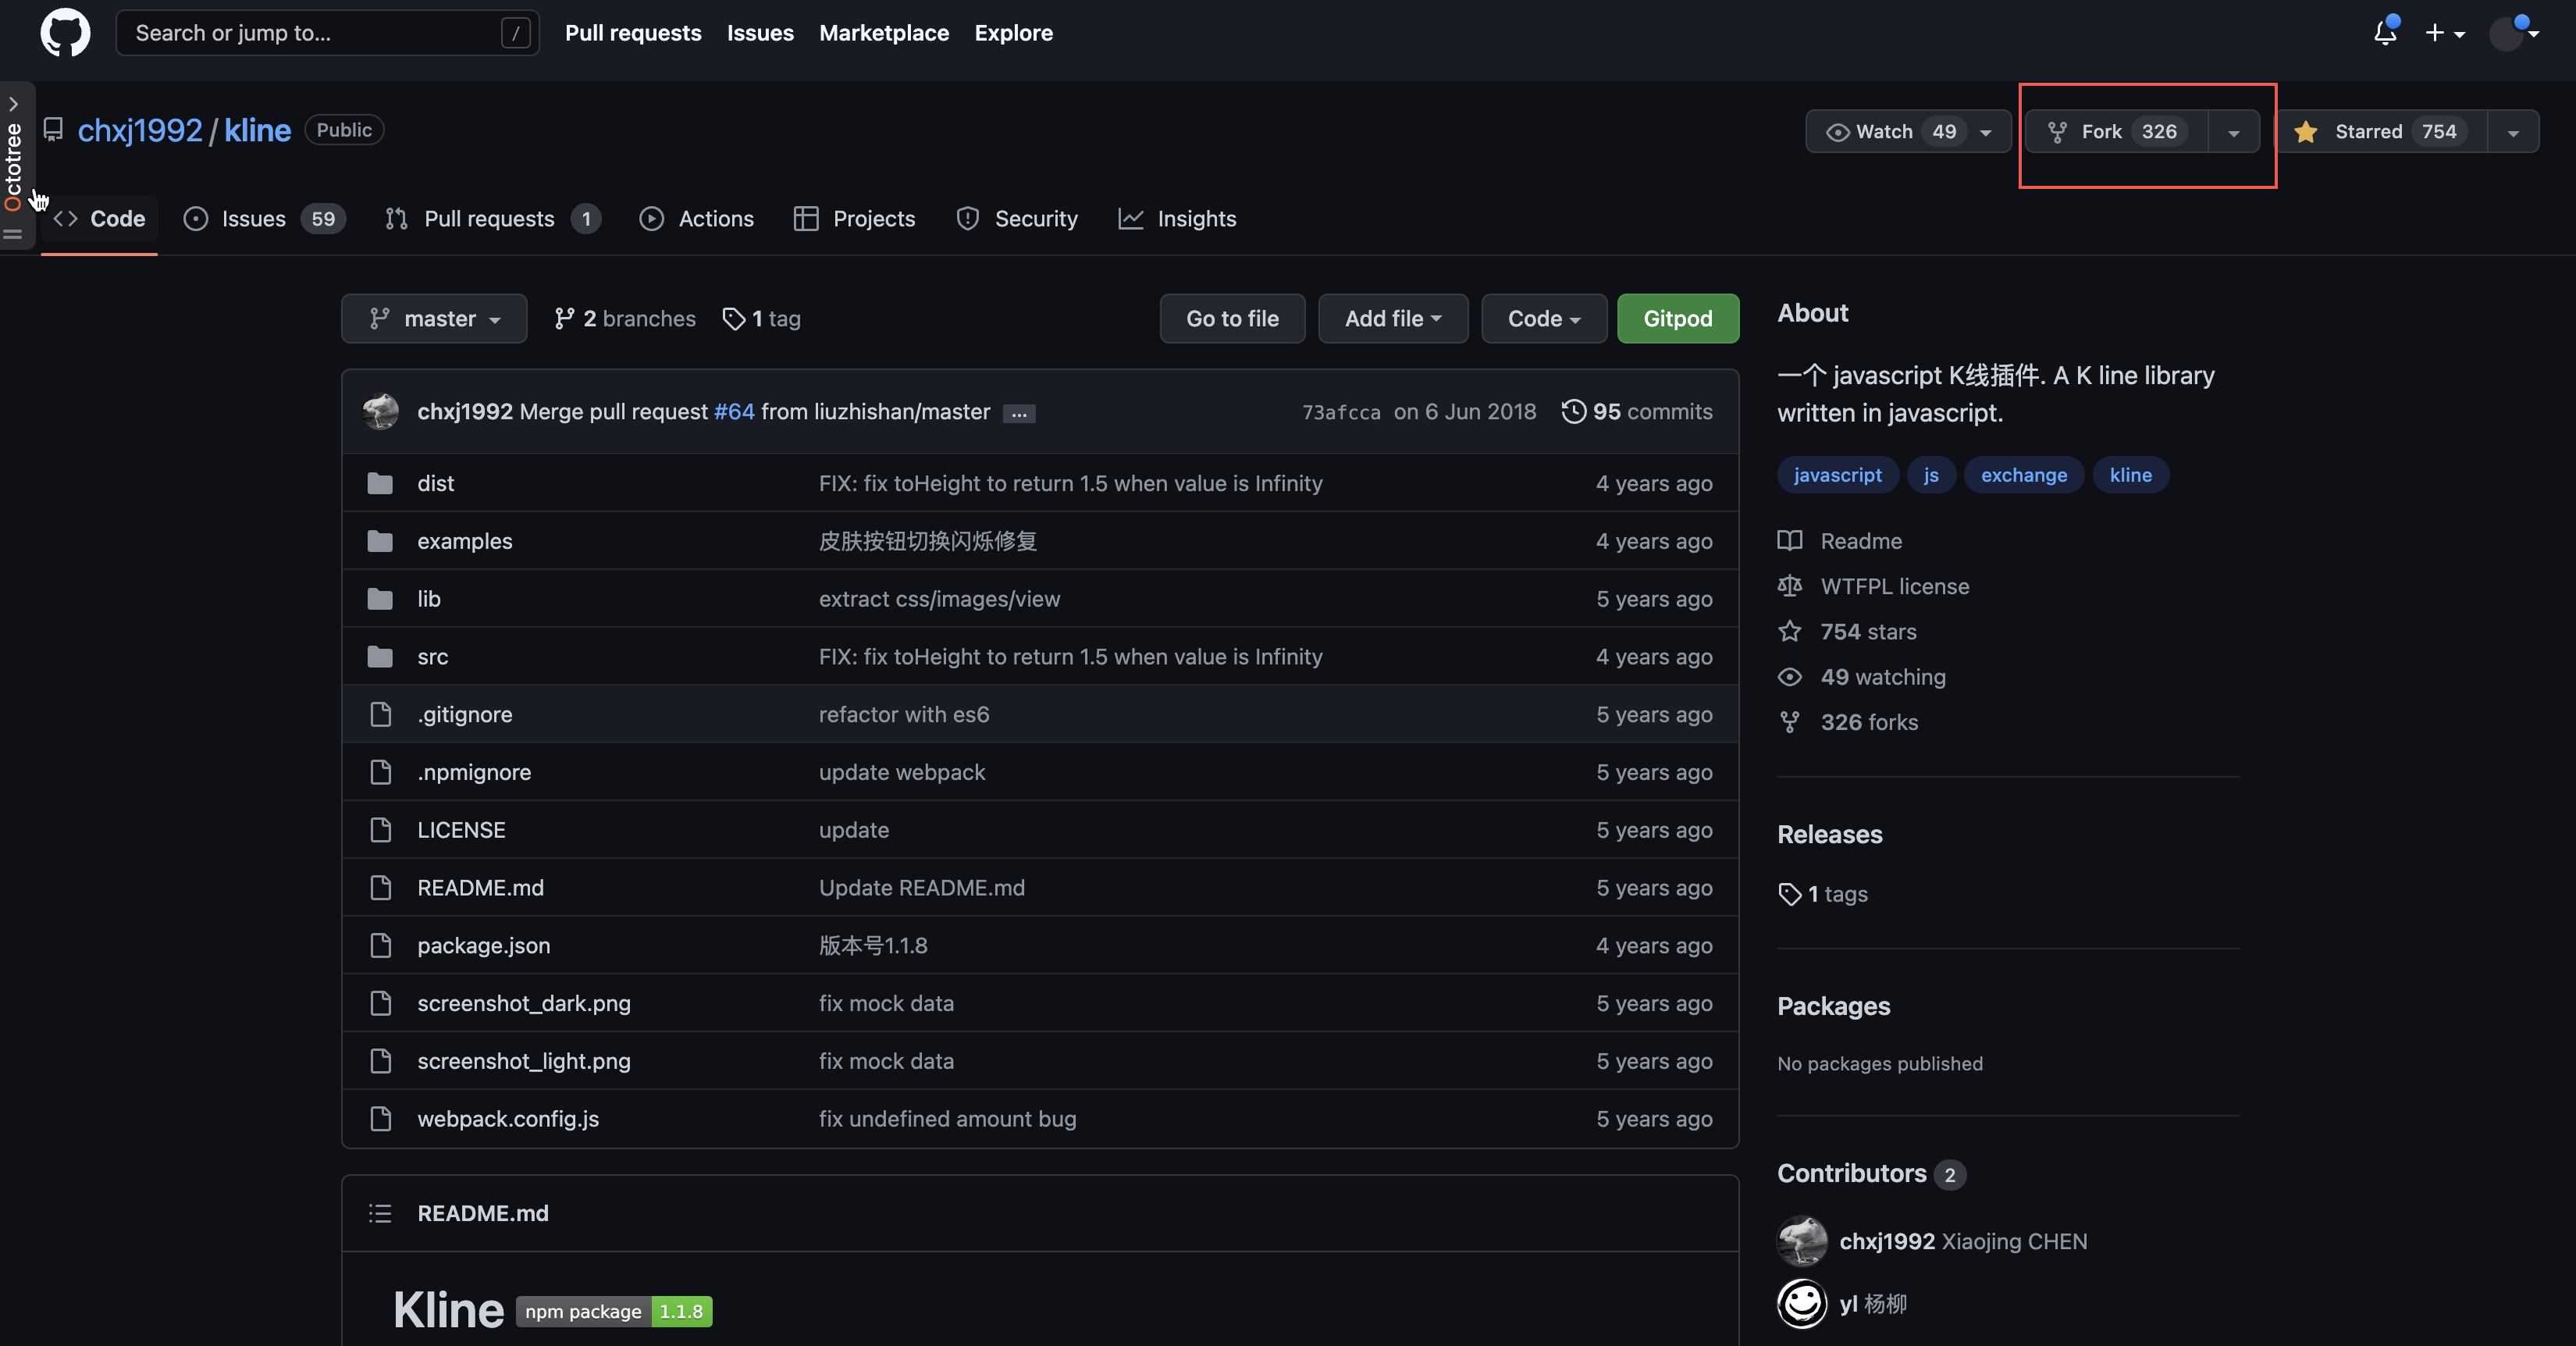 Search or jump to... /
Pull requests Issues Marketplace Explore
Octotree
chxj1992 / kline Public
Watch 49 Fork 326 Starred 754
Code Issues 59 Pull requests 1 Actions Projects Security Insights
master 2 branches 1 tag Go to file Add file Code Gitpod
chxj1992 Merge pull request #64 from liuzhishan/master ... 73afcca on 6 Jun 2018 95 commits
dist FIX: fix toHeight to return 1.5 when value is Infinity 4 years ago
examples 皮肤按钮切换闪烁修复 4 years ago
lib extract css/images/view 5 years ago
src FIX: fix toHeight to return 1.5 when value is Infinity 4 years ago
.gitignore refactor with es6 5 years ago
.npmignore update webpack 5 years ago
LICENSE update 5 years ago
README.md Update README.md 5 years ago
package.json 版本号1.1.8 4 years ago
screenshot_dark.png fix mock data 5 years ago
screenshot_light.png fix mock data 5 years ago
webpack.config.js fix undefined amount bug 5 years ago
README.md
Kline npm package 1.1.8
About
一个 javascript K线插件. A K line library
written in javascript.
javascript js exchange kline
Readme
WTFPL license
754 stars
49 watching
326 forks
Releases
1 tags
Packages
No packages published
Contributors 2
chxj1992 Xiaojing CHEN
yl 杨柳